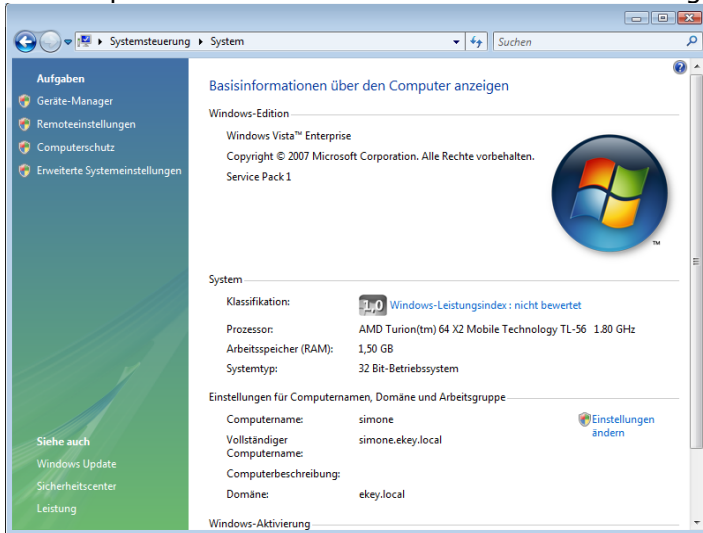 Systemsteuerung System Suchen
Aufgaben
Geräte-Manager
Remoteeinstellungen
Computerschutz
Erweiterte Systemeinstellungen
Siehe auch
Windows Update
Sicherheitscenter
Leistung
Basisinformationen über den Computer anzeigen
Windows-Edition
Windows Vista™ Enterprise
Copyright © 2007 Microsoft Corporation. Alle Rechte vorbehalten.
Service Pack 1
TM
System
Klassifikation: 1,0 Windows-Leistungsindex : nicht bewertet
Prozessor: AMD Turion(tm) 64 X2 Mobile Technology TL-56 1.80 GHz
Arbeitsspeicher (RAM): 1,50 GB
Systemtyp: 32 Bit-Betriebssystem
Einstellungen für Computernamen, Domäne und Arbeitsgruppe
Computername: simone Einstellungen
ändern
Vollständiger simone.ekey.local
Computername:
Computerbeschreibung:
Domäne: ekey.local
Windows-Aktivierung